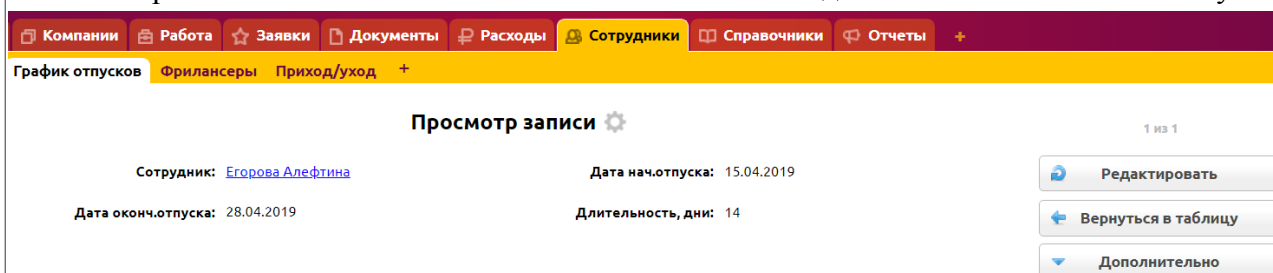 Компании Работа Заявки Документы Расходы Сотрудники Справочники Отчеты +
График отпусков Фрилансеры Приход/уход +
Просмотр записи
1 из 1
Сотрудник: Егорова Алефтина Дата нач.отпуска: 15.04.2019
Редактировать
Дата оконч.отпуска: 28.04.2019 Длительность, дни: 14
Вернуться в таблицу
Дополнительно